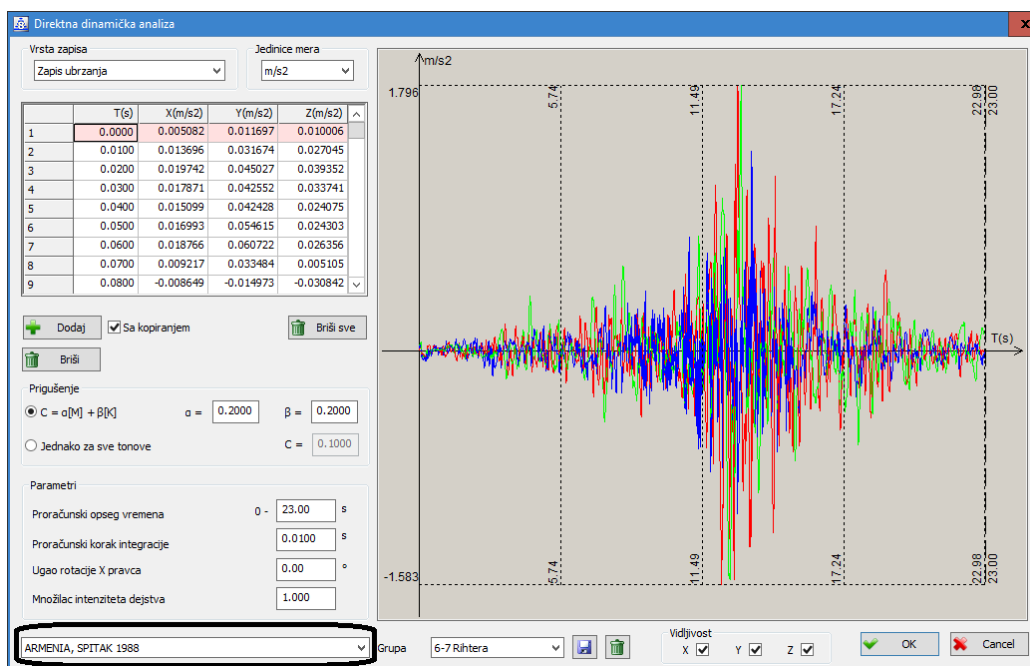 Direktna dinamička analiza
x
Vrsta zapisa
Jedinice mera
Zapis ubrzanja
m/s2
T(s) X(m/s2) Y(m/s2) Z(m/s2)
1 0.0000 0.005082 0.011697 0.010006
2 0.0100 0.013696 0.031674 0.027045
3 0.0200 0.019742 0.045027 0.039352
4 0.0300 0.017871 0.042552 0.033741
5 0.0400 0.015099 0.042428 0.024075
6 0.0500 0.016993 0.054615 0.024303
7 0.0600 0.018766 0.060722 0.026356
8 0.0700 0.009217 0.033484 0.005105
9 0.0800 -0.008649 -0.014973 -0.030842
Dodaj
Sa kopiranjem
Briši sve
Briši
Prigušenje
C = α[M] + β[K] α = 0.2000 β = 0.2000
Jednako za sve tonove C = 0.1000
Parametri
Proračunski opseg vremena 0 - 23.00 s
Proračunski korak integracije 0.0100 s
Ugao rotacije X pravca 0.00 °
Množilac intenziteta dejstva 1.000
m/s2
1.796
5.74
11.49
17.24
22.98
23.00
T(s)
-1.583
5.74
11.49
17.24
22.98
23.00
ARMENIA, SPITAK 1988
Grupa
6-7 Rihtera
Vidljivost
X Y Z
OK
Cancel